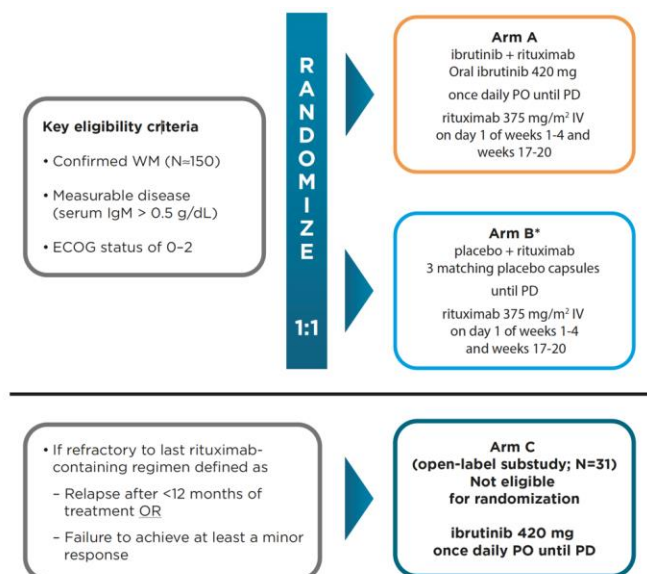 Key eligibility criteria
• Confirmed WM (N≈150)
• Measurable disease
(serum IgM > 0.5 g/dL)
• ECOG status of 0–2
RANDOMIZE
1:1
Arm A
ibrutinib + rituximab
Oral ibrutinib 420 mg
once daily PO until PD
rituximab 375 mg/m² IV
on day 1 of weeks 1-4 and
weeks 17-20
Arm B*
placebo + rituximab
3 matching placebo capsules
until PD
rituximab 375 mg/m² IV
on day 1 of weeks 1-4
and weeks 17-20
• If refractory to last rituximab-
containing regimen defined as
– Relapse after <12 months of
treatment OR
– Failure to achieve at least a minor
response
Arm C
(open-label substudy; N=31)
Not eligible
for randomization
ibrutinib 420 mg
once daily PO until PD